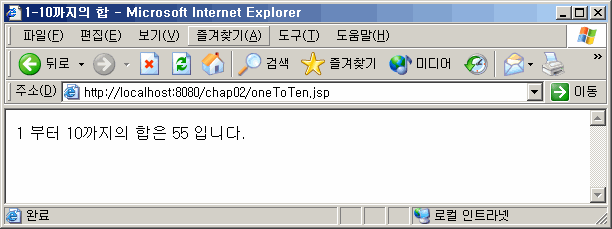 1-10까지의 합 - Microsoft Internet Explorer
파일(F) 편집(E) 보기(V) 즐겨찾기(A) 도구(T) 도움말(H)
뒤로 검색 즐겨찾기 미디어 »
주소(D) http://localhost:8080/chap02/oneToTen.jsp 이동
1 부터 10까지의 합은 55 입니다.
완료 로컬 인트라넷